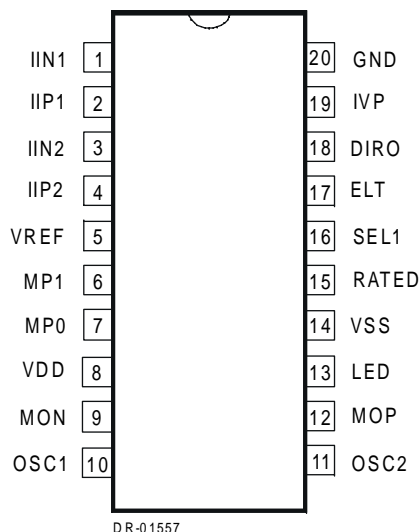 IIN1 1 20 GND
IIP1 2 19 IVP
IIN2 3 18 DIRO
IIP2 4 17 ELT
VREF 5 16 SEL1
MP1 6 15 RATED
MP0 7 14 VSS
VDD 8 13 LED
MON 9 12 MOP
OSC1 10 11 OSC2
DR-01557